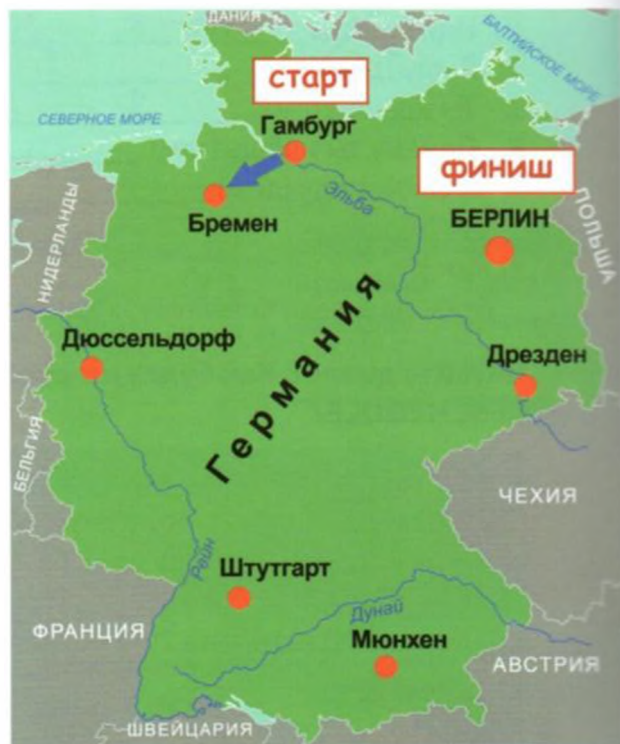 ДАНИЯ
БАЛТИЙСКОЕ МОРЕ
старт
СЕВЕРНОЕ МОРЕ
Гамбург
финиш
Эльба
БЕРЛИН
Бремен
ПОЛЬША
НИДЕРЛАНДЫ
Германия
Дюссельдорф
Дрезден
БЕЛЬГИЯ
ЧЕХИЯ
Рейн
Штутгарт
Дунай
ФРАНЦИЯ
Мюнхен
АВСТРИЯ
ШВЕЙЦАРИЯ